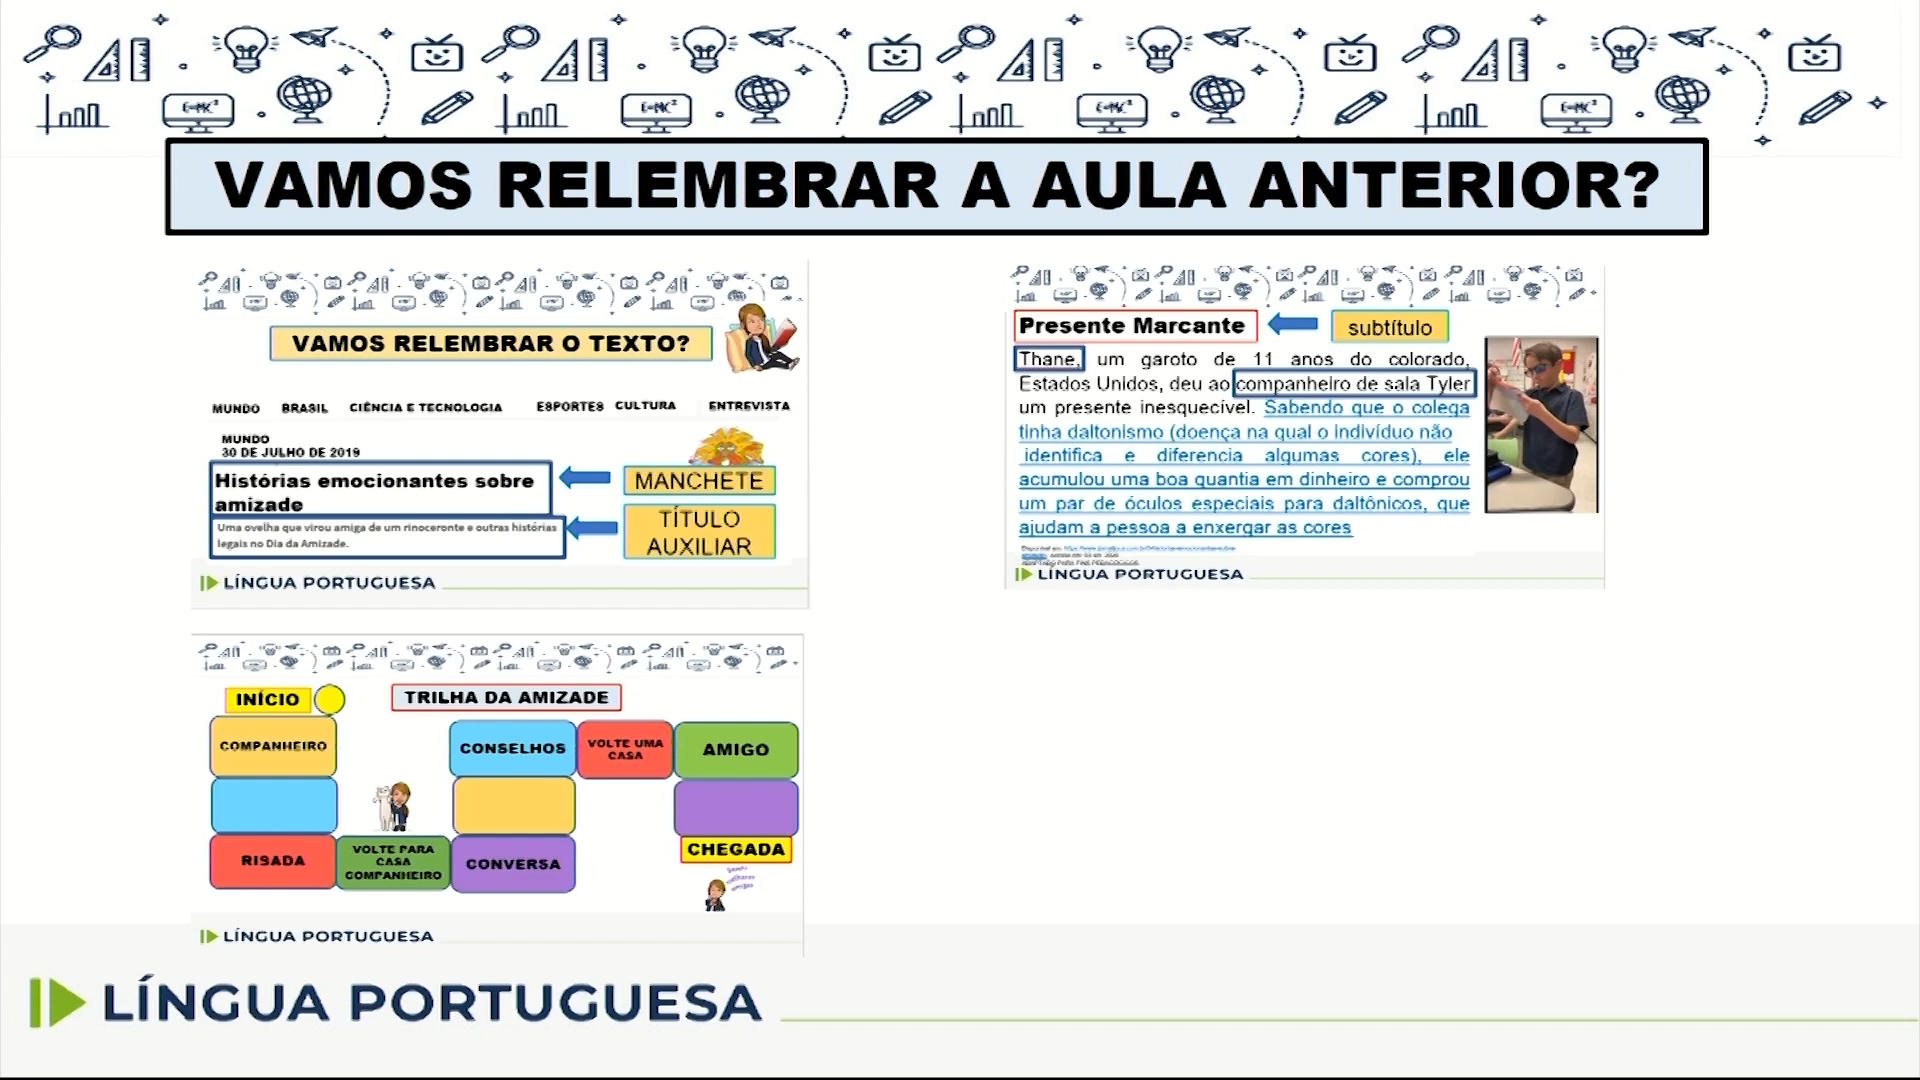 VAMOS RELEMBRAR A AULA ANTERIOR?
VAMOS RELEMBRAR O TEXTO?
MUNDO BRASIL CIÊNCIA E TECNOLOGIA ESPORTES CULTURA ENTREVISTA
MUNDO
30 DE JULHO DE 2019
Histórias emocionantes sobre
amizade
MANCHETE
Uma ovelha que virou amiga de um rinoceronte e outras histórias
legais no Dia da Amizade.
TÍTULO
AUXILIAR
LÍNGUA PORTUGUESA
Presente Marcante
subtítulo
Thane, um garoto de 11 anos do colorado,
Estados Unidos, deu ao companheiro de sala Tyler
um presente inesquecível. Sabendo que o colega
tinha daltonismo (doença na qual o indivíduo não
identifica e diferencia algumas cores), ele
acumulou uma boa quantia em dinheiro e comprou
um par de óculos especiais para daltônicos, que
ajudam a pessoa a enxergar as cores
LÍNGUA PORTUGUESA
INÍCIO
TRILHA DA AMIZADE
COMPANHEIRO
CONSELHOS
VOLTE UMA
CASA
AMIGO
RISADA
VOLTE PARA
CASA
COMPANHEIRO
CONVERSA
CHEGADA
LÍNGUA PORTUGUESA
LÍNGUA PORTUGUESA
E=MC²
E=MC²
E=MC²
E=MC²